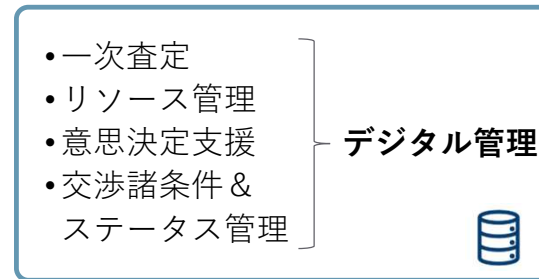 •一次査定
•リソース管理
•意思決定支援
•交渉諸条件＆
ステータス管理
デジタル管理